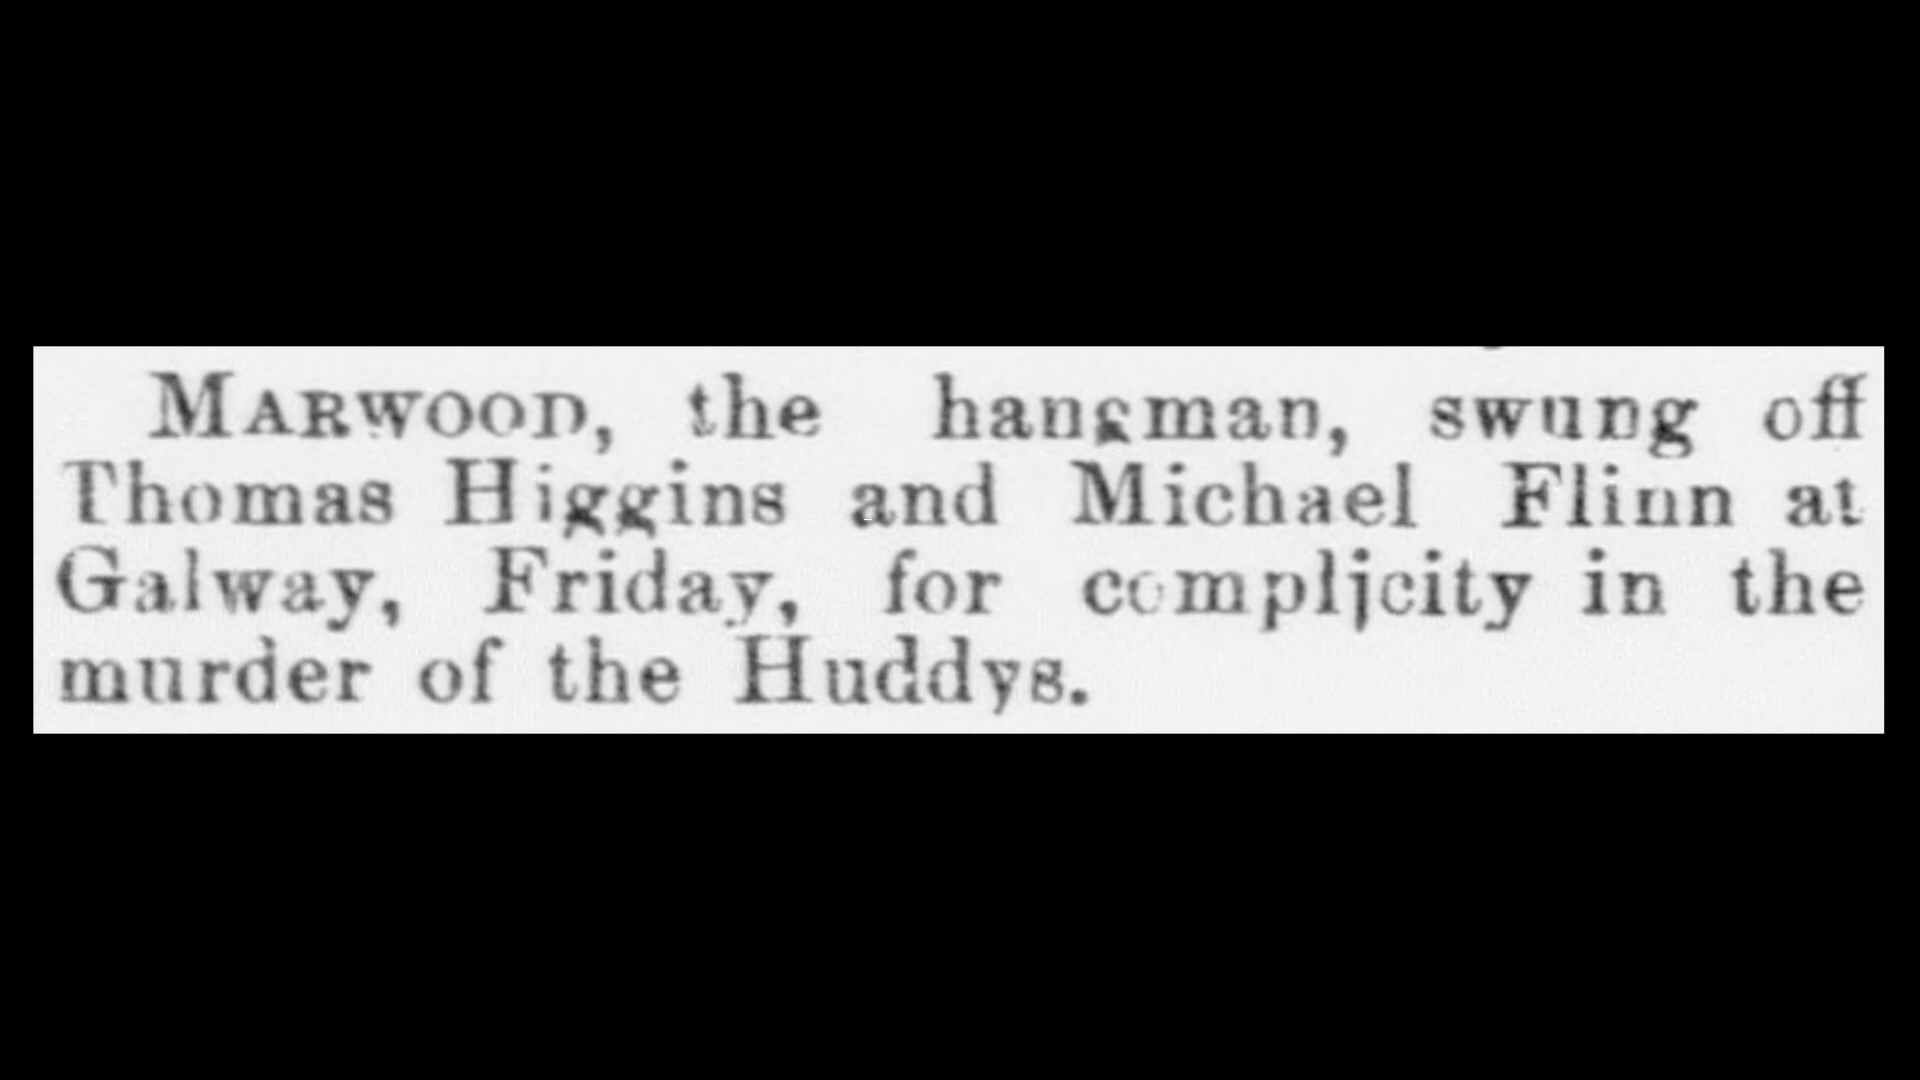 MARWOOD, the hangman, swung off
Thomas Higgins and Michael Flinn at
Galway, Friday, for compljcity in the
murder of the Huddys.